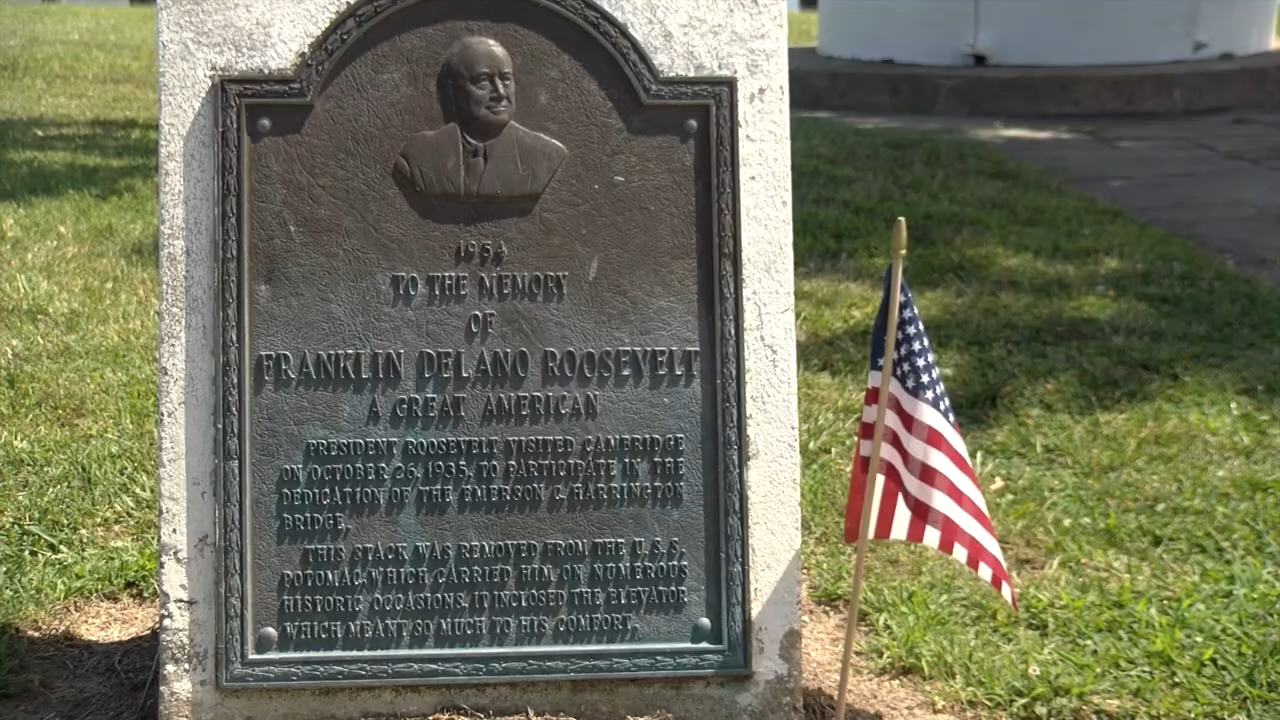 1954
TO THE MEMORY
OF
FRANKLIN DELANO ROOSEVELT
A GREAT AMERICAN
PRESIDENT ROOSEVELT VISITED CAMBRIDGE
ON OCTOBER 26, 1935, TO PARTICIPATE IN THE
DEDICATION OF THE EMERSON C. HARRINGTON
BRIDGE.
THIS STACK WAS REMOVED FROM THE U.S.S.
POTOMAC, WHICH CARRIED HIM ON NUMEROUS
HISTORIC OCCASIONS. IT INCLOSED THE ELEVATOR
WHICH MEANT SO MUCH TO HIS COMFORT.